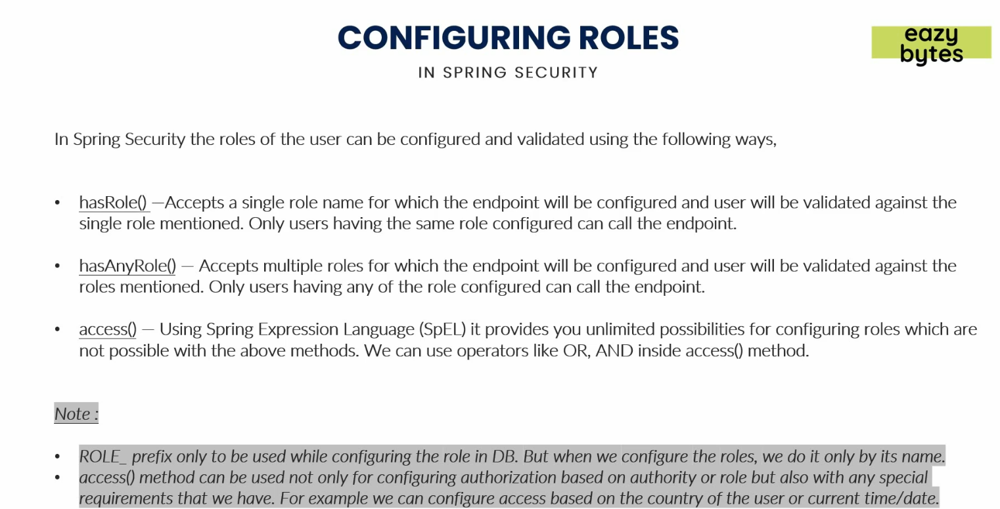 CONFIGURING ROLES
eazy
bytes
IN SPRING SECURITY
In Spring Security the roles of the user can be configured and validated using the following ways,
• hasRole() —Accepts a single role name for which the endpoint will be configured and user will be validated against the
single role mentioned. Only users having the same role configured can call the endpoint.
• hasAnyRole() — Accepts multiple roles for which the endpoint will be configured and user will be validated against the
roles mentioned. Only users having any of the role configured can call the endpoint.
• access() — Using Spring Expression Language (SpEL) it provides you unlimited possibilities for configuring roles which are
not possible with the above methods. We can use operators like OR, AND inside access() method.
Note :
• ROLE_ prefix only to be used while configuring the role in DB. But when we configure the roles, we do it only by its name.
• access() method can be used not only for configuring authorization based on authority or role but also with any special
requirements that we have. For example we can configure access based on the country of the user or current time/date.